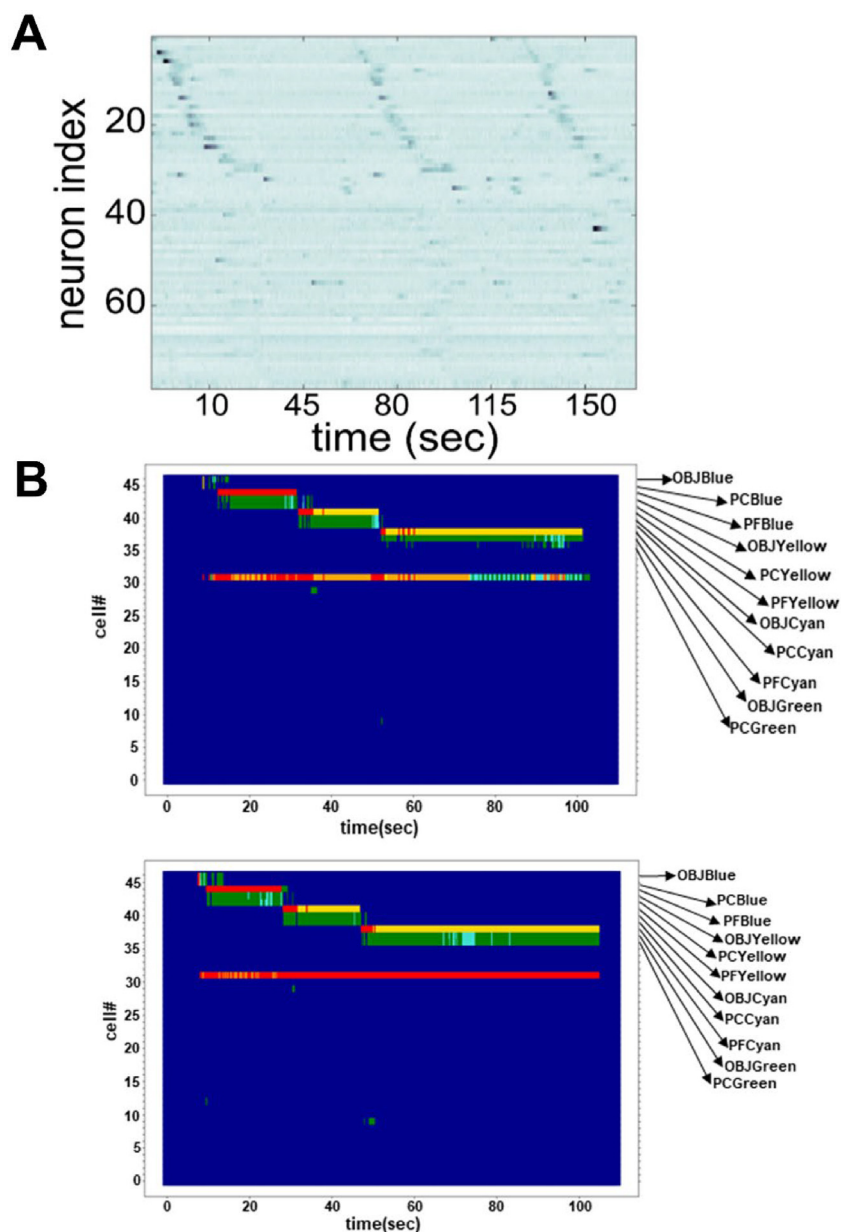 A
neuron index
20
40
60
10 45 80 115 150
time (sec)
B
cell#
45
40
35
30
25
20
15
10
5
0
0 20 40 60 80 100
time(sec)
OBJBlue
PCBlue
PFBlue
OBJYellow
PCYellow
PFYellow
OBJCyan
PCCyan
PFCyan
OBJGreen
PCGreen
cell#
45
40
35
30
25
20
15
10
5
0
0 20 40 60 80 100
time(sec)
OBJBlue
PCBlue
PFBlue
OBJYellow
PCYellow
PFYellow
OBJCyan
PCCyan
PFCyan
OBJGreen
PCGreen